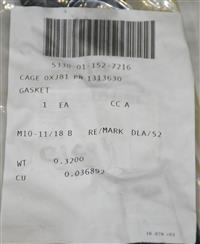 5330-01-152-7216
CAGE 0XJ81 PN 1313630
GASKET
1 EA CC A
M10-11/18 B RE/MARK DLA/52
WT 0.3200
CU 0.036892